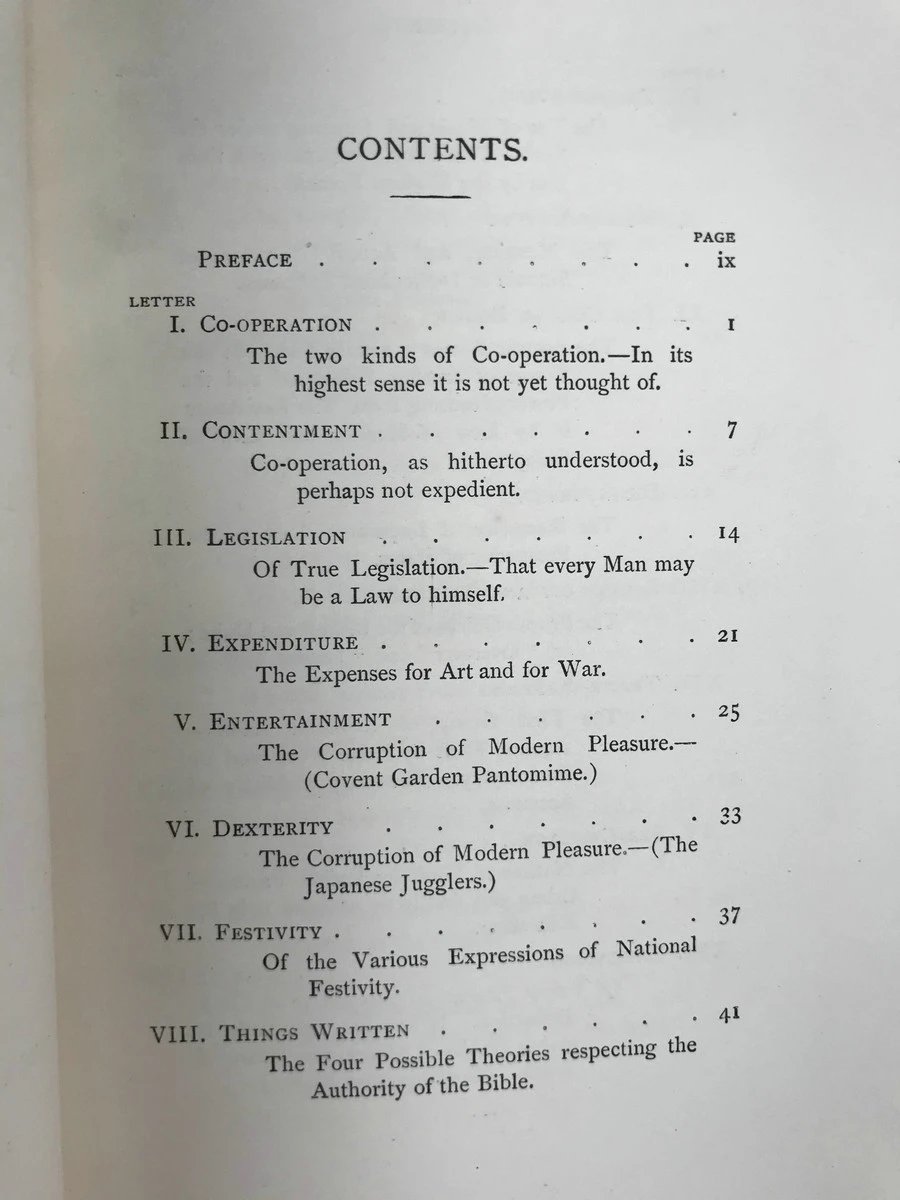 CONTENTS.
PAGE
PREFACE . . . . . . . . ix
LETTER
I. CO-OPERATION . . . . . . . 1
The two kinds of Co-operation.—In its
highest sense it is not yet thought of.
II. CONTENTMENT . . . . . . . 7
Co-operation, as hitherto understood, is
perhaps not expedient.
III. LEGISLATION . . . . . . . 14
Of True Legislation.—That every Man may
be a Law to himself.
IV. EXPENDITURE . . . . . . . 21
The Expenses for Art and for War.
V. ENTERTAINMENT . . . . . . 25
The Corruption of Modern Pleasure.—
(Covent Garden Pantomime.)
VI. DEXTERITY . . . . . . . 33
The Corruption of Modern Pleasure.—(The
Japanese Jugglers.)
VII. FESTIVITY . . . . . . . . 37
Of the Various Expressions of National
Festivity.
VIII. THINGS WRITTEN . . . . . . 41
The Four Possible Theories respecting the
Authority of the Bible.